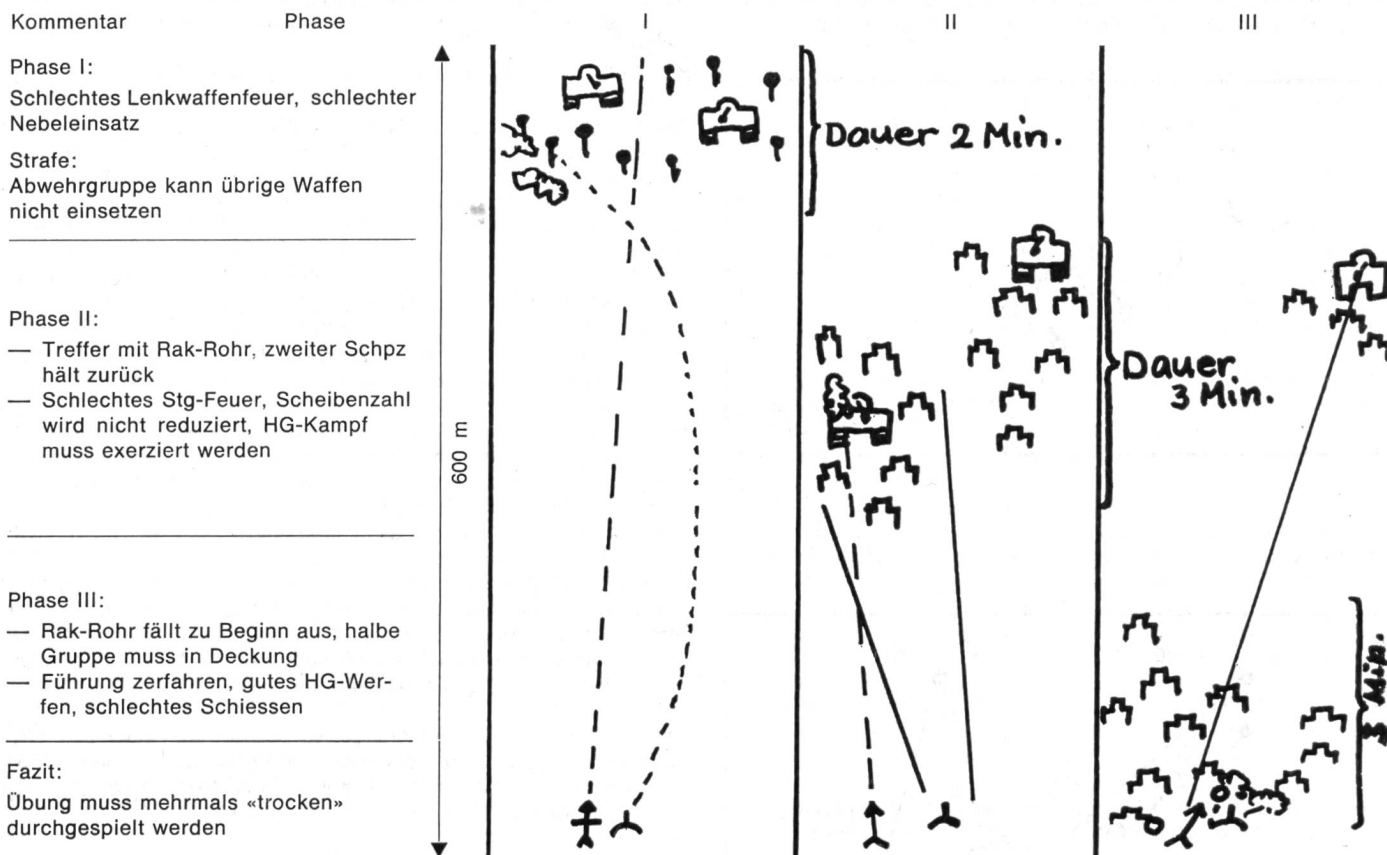 Kommentar Phase I II III
Phase I:
Schlechtes Lenkwaffenfeuer, schlechter
Nebeleinsatz
Strafe:
Abwehrgruppe kann übrige Waffen
nicht einsetzen
Phase II:
— Treffer mit Rak-Rohr, zweiter Schpz
hält zurück
— Schlechtes Stg-Feuer, Scheibenzahl
wird nicht reduziert, HG-Kampf
muss exerziert werden
Phase III:
— Rak-Rohr fällt zu Beginn aus, halbe
Gruppe muss in Deckung
— Führung zerfahren, gutes HG-Wer-
fen, schlechtes Schiessen
Fazit:
Übung muss mehrmals «trocken»
durchgespielt werden
600 m
Dauer 2 Min.
Dauer
3 Min.
Min.